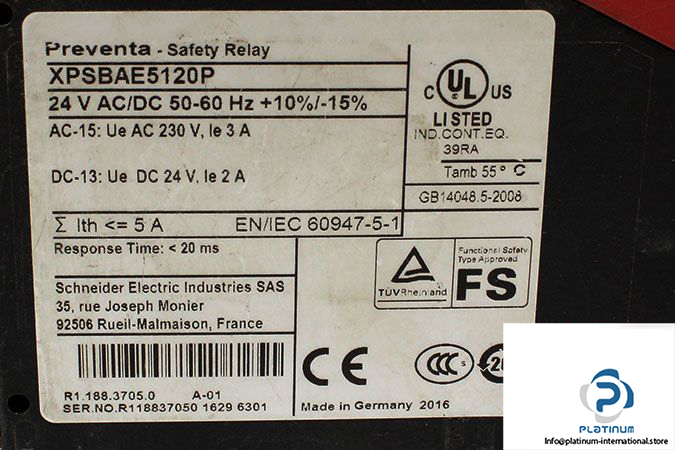 Preventa - Safety Relay
XPSBAE5120P
24 V AC/DC 50-60 Hz +10%/-15%
AC-15: Ue AC 230 V, Ie 3 A
DC-13: Ue DC 24 V, Ie 2 A
Σ Ith <= 5 A EN/IEC 60947-5-1
Response Time: < 20 ms
Schneider Electric Industries SAS
35, rue Joseph Monier
92506 Rueil-Malmaison, France
R1.188.3705.0 A-01
SER.NO.R118837050 1629 6301
C UL US
LISTED
IND.CONT.EQ.
39RA
Tamb 55° C
GB14048.5-2008
TÜVRheinland
Functional Safety
Type Approved
FS
CE
CCC S
20
Made in Germany 2016
PLATINUM
info@platinum-international.store